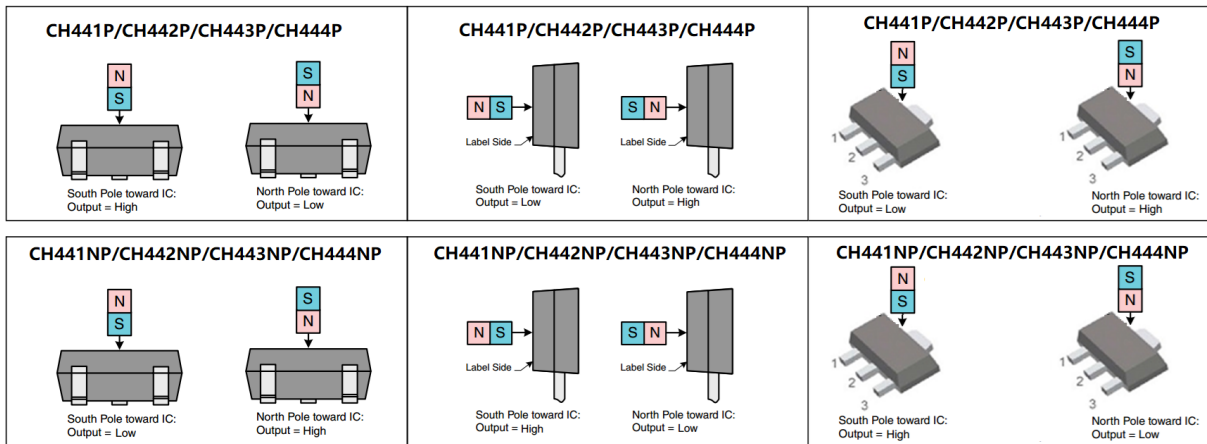 CH441P/CH442P/CH443P/CH444P
N
S
S
N
South Pole toward IC:
Output = High
North Pole toward IC:
Output = Low
CH441P/CH442P/CH443P/CH444P
N S
S N
Label Side
Label Side
South Pole toward IC:
Output = Low
North Pole toward IC:
Output = High
CH441P/CH442P/CH443P/CH444P
N
S
S
N
1
2
3
1
2
3
South Pole toward IC:
Output = Low
North Pole toward IC:
Output = High
CH441NP/CH442NP/CH443NP/CH444NP
N
S
S
N
South Pole toward IC:
Output = Low
North Pole toward IC:
Output = High
CH441NP/CH442NP/CH443NP/CH444NP
N S
S N
Label Side
Label Side
South Pole toward IC:
Output = High
North Pole toward IC:
Output = Low
CH441NP/CH442NP/CH443NP/CH444NP
N
S
S
N
1
2
3
1
2
3
South Pole toward IC:
Output = High
North Pole toward IC:
Output = Low